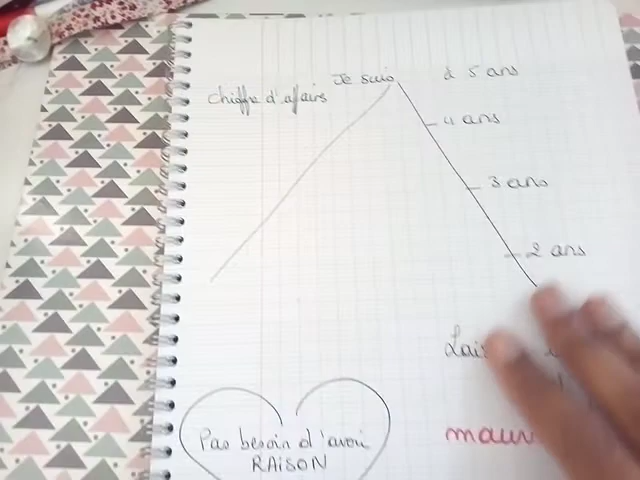 Je suis
à 5 ans
chiffre d'affairs
4 ans
3 ans
2 ans
Pas besoin d'avoir
RAISON